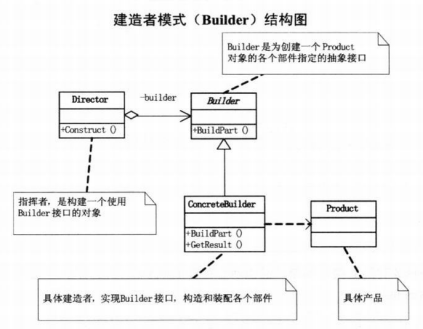 建造者模式（Builder）结构图
Builder是为创建一个Product
对象的各个部件指定的抽象接口
Director
-builder
Builder
+Construct ()
+BuildPart ()
指挥者，是构建一个使用
Builder接口的对象
ConcreteBuilder
Product
+BuildPart ()
+GetResult ()
具体建造者，实现Builder接口，构造和装配各个部件
具体产品